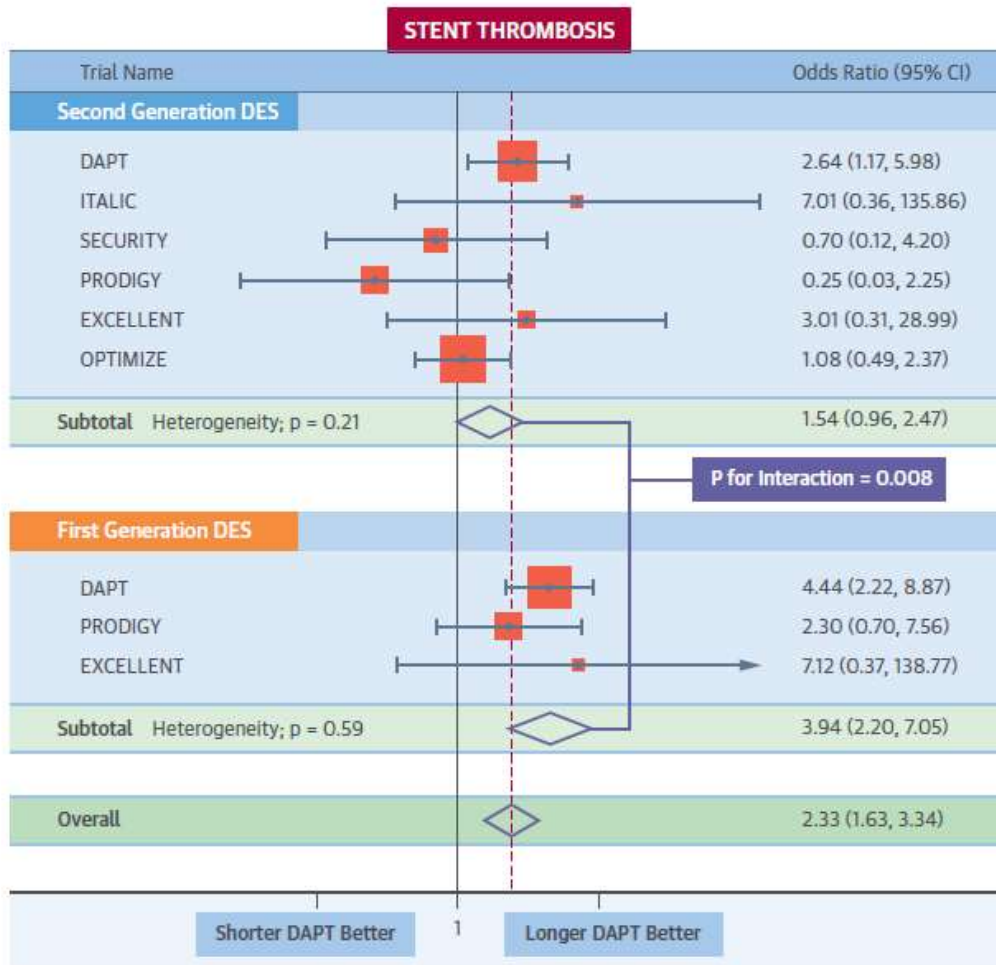 STENT THROMBOSIS
Trial Name Odds Ratio (95% CI)
Second Generation DES
DAPT 2.64 (1.17, 5.98)
ITALIC 7.01 (0.36, 135.86)
SECURITY 0.70 (0.12, 4.20)
PRODIGY 0.25 (0.03, 2.25)
EXCELLENT 3.01 (0.31, 28.99)
OPTIMIZE 1.08 (0.49, 2.37)
Subtotal Heterogeneity; p = 0.21 1.54 (0.96, 2.47)
P for Interaction = 0.008
First Generation DES
DAPT 4.44 (2.22, 8.87)
PRODIGY 2.30 (0.70, 7.56)
EXCELLENT 7.12 (0.37, 138.77)
Subtotal Heterogeneity; p = 0.59 3.94 (2.20, 7.05)
Overall 2.33 (1.63, 3.34)
Shorter DAPT Better 1 Longer DAPT Better